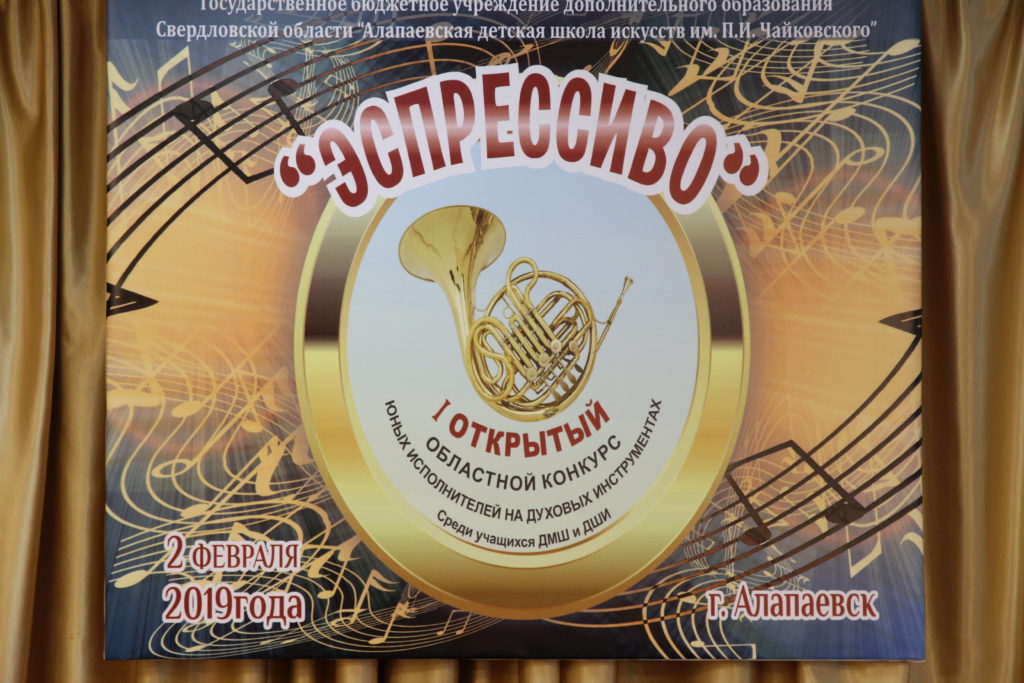 Государственное бюджетное учреждение дополнительного образования
Свердловской области "Алапаевская детская школа искусств им. П.И. Чайковского"
"ЭСПРЕССИВО"
I ОТКРЫТЫЙ
ОБЛАСТНОЙ КОНКУРС
ЮНЫХ ИСПОЛНИТЕЛЕЙ НА ДУХОВЫХ ИНСТРУМЕНТАХ
Среди учащихся ДМШ и ДШИ
2 ФЕВРАЛЯ
2019года
г. Алапаевск